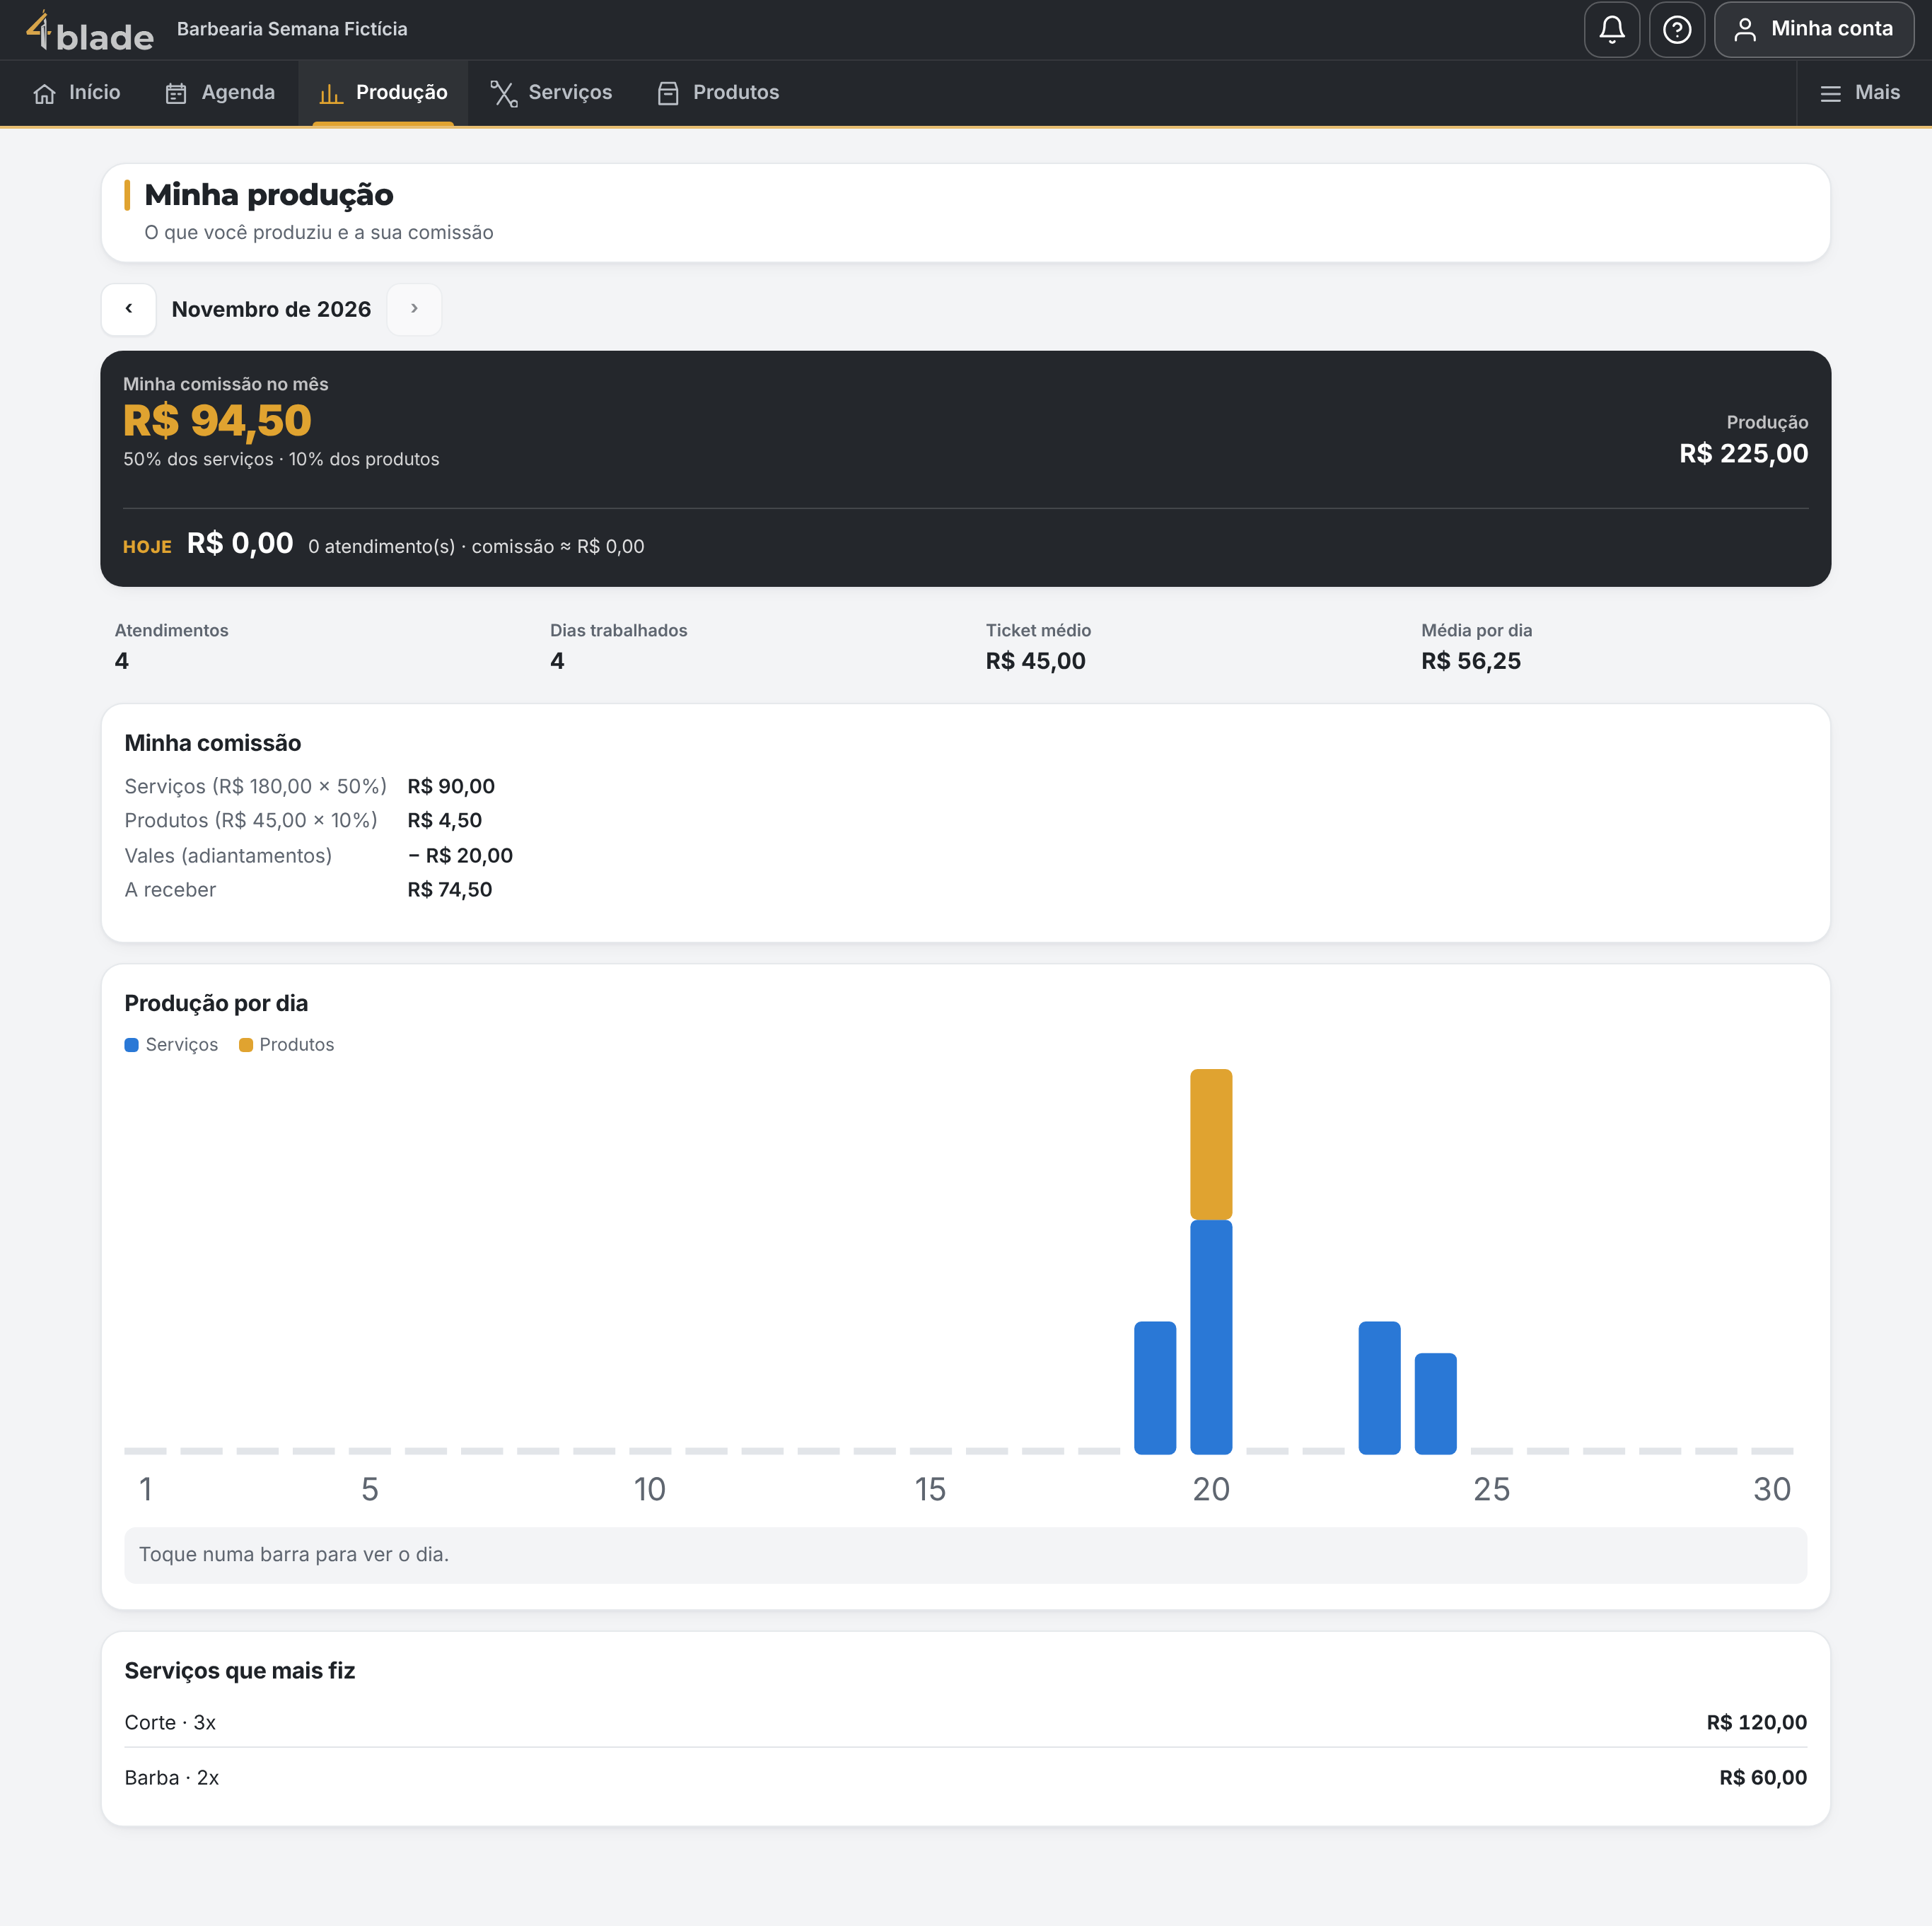 4blade
Barbearia Semana Fictícia
Minha conta
Início
Agenda
Produção
Serviços
Produtos
Mais
Minha produção
O que você produziu e a sua comissão
‹ Novembro de 2026 ›
Minha comissão no mês
R$ 94,50
50% dos serviços · 10% dos produtos
Produção
R$ 225,00
HOJE R$ 0,00 0 atendimento(s) · comissão ≈ R$ 0,00
Atendimentos
4
Dias trabalhados
4
Ticket médio
R$ 45,00
Média por dia
R$ 56,25
Minha comissão
Serviços (R$ 180,00 × 50%) R$ 90,00
Produtos (R$ 45,00 × 10%) R$ 4,50
Vales (adiantamentos) − R$ 20,00
A receber R$ 74,50
Produção por dia
Serviços Produtos
1 5 10 15 20 25 30
Toque numa barra para ver o dia.
Serviços que mais fiz
Corte · 3x R$ 120,00
Barba · 2x R$ 60,00